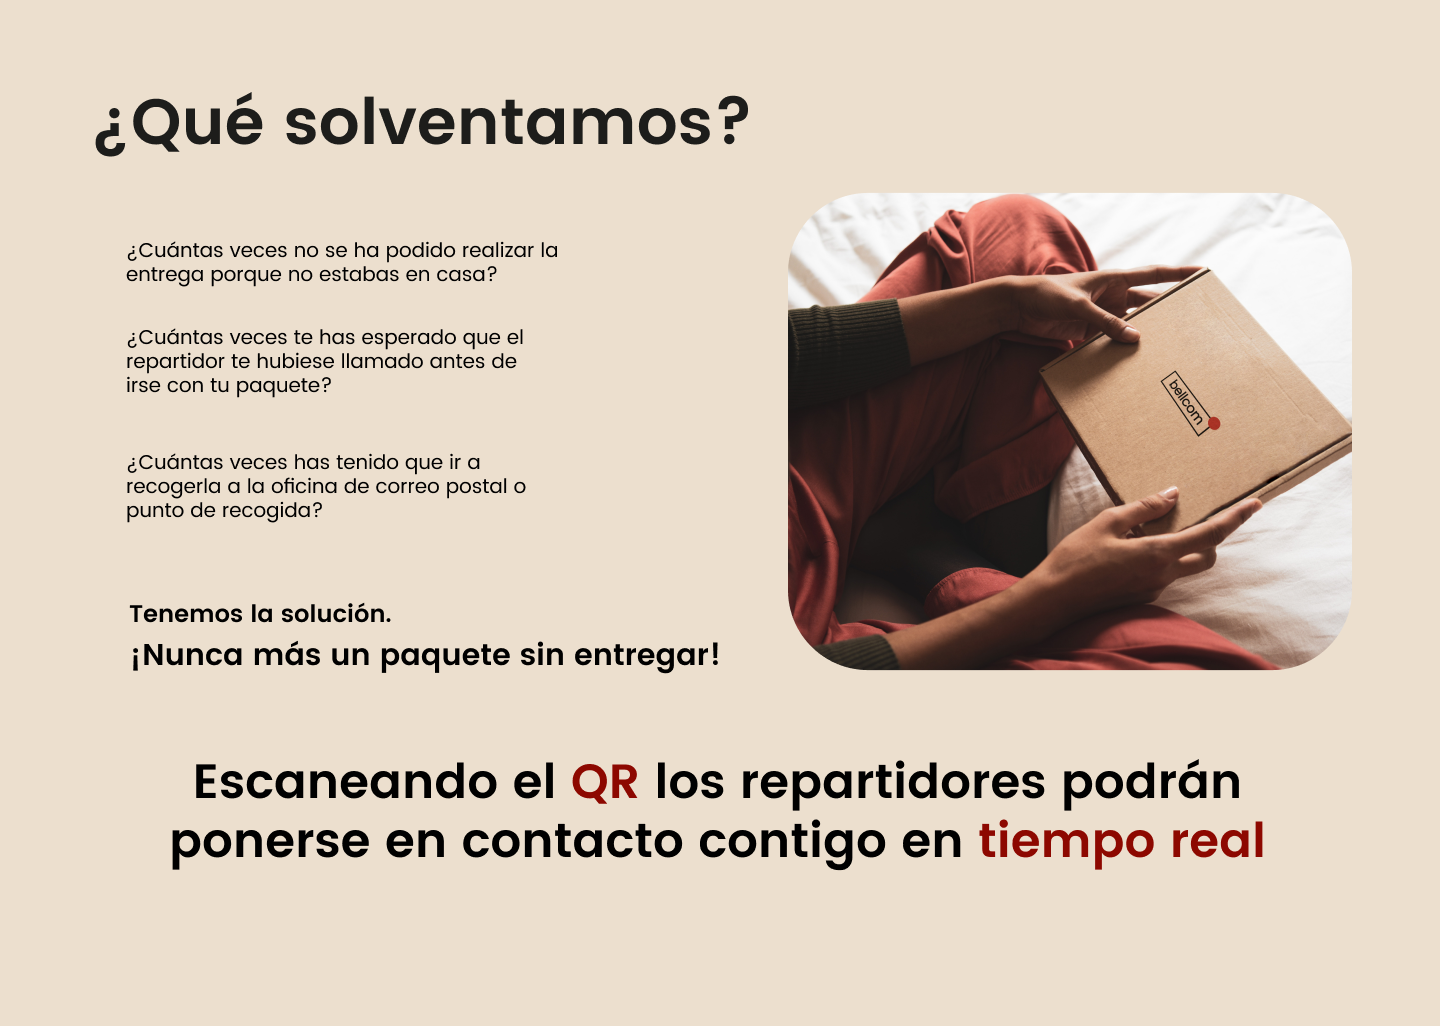 ¿Qué solventamos?
¿Cuántas veces no se ha podido realizar la
entrega porque no estabas en casa?
¿Cuántas veces te has esperado que el
repartidor te hubiese llamado antes de
irse con tu paquete?
¿Cuántas veces has tenido que ir a
recogerla a la oficina de correo postal o
punto de recogida?
Tenemos la solución.
¡Nunca más un paquete sin entregar!
bellcom
Escaneando el QR los repartidores podrán
ponerse en contacto contigo en tiempo real